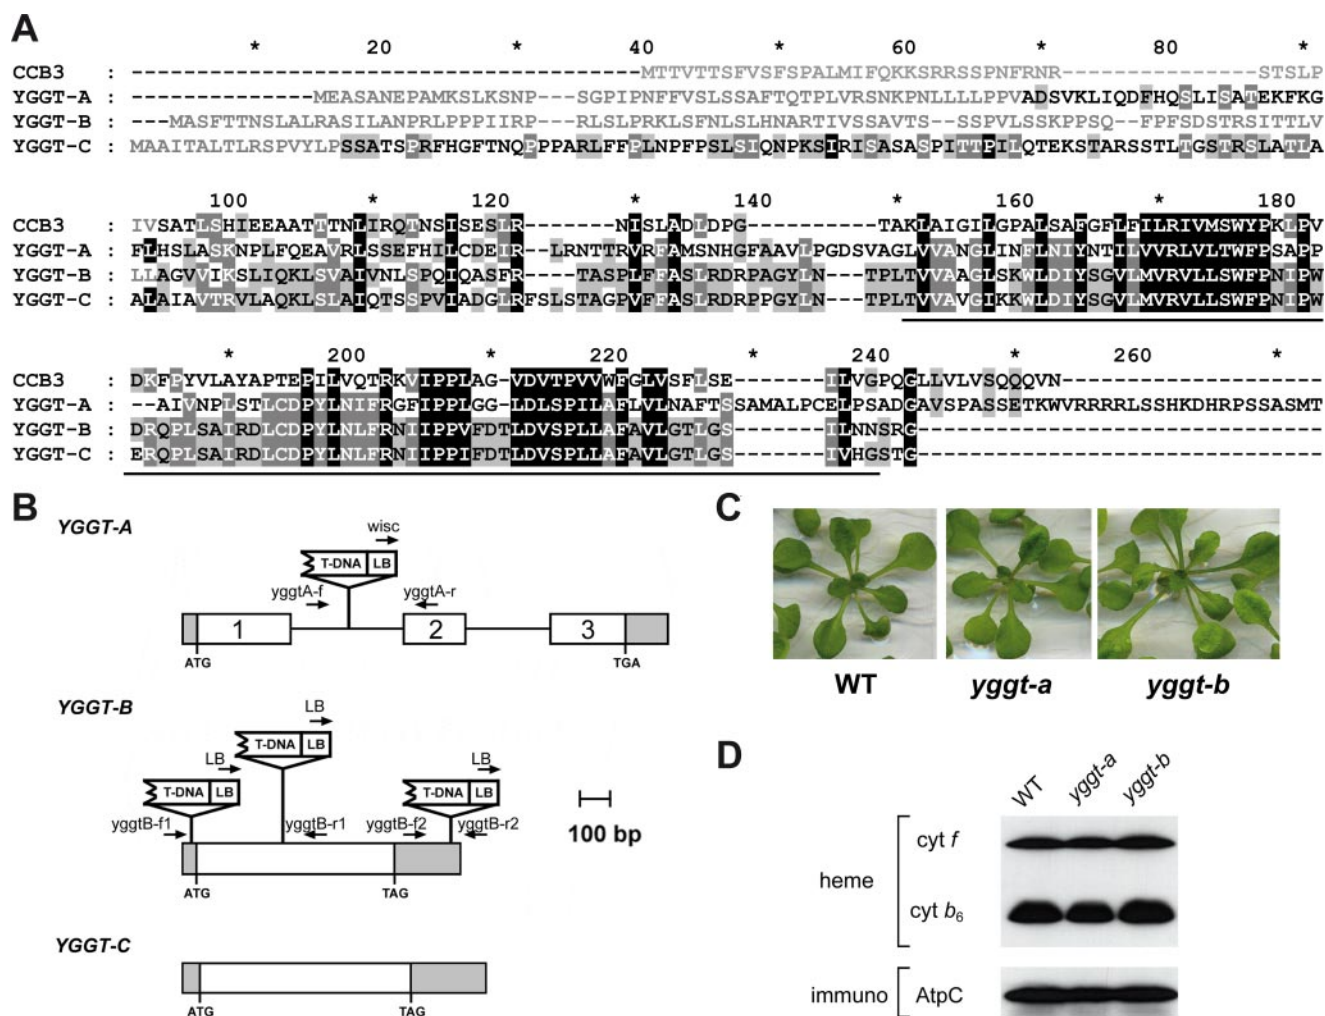 A
* 20 * 40 * 60 * 80 *
CCB3 : ---------------------------------------MTTVTTSFVSFSPALMIFQKKSRRSSPNFRNR---------------STSLP
YGGT-A : --------------MEASANEPAMKSLKSNP---SGPIPNFFVSLSSAFTQTPLVRSNKPNLLLLPPVADSVKLIQDFHQSLISATEKFKG
YGGT-B : ---MASFTTNSLALRASILANPRLPPPIIRP---RLSLPRKLSFNLSLHNARTIVSSAVTS--SSPVLSSKPPSQ--FPFSDSTRSITTLV
YGGT-C : MAAITALTLRSPVYLPSSATSPRFHGFTNQPPPARLFFPLNPFPSLSIQNPKSIRISASASPITTPILQTEKSTARSSTLTGSTRSLATLA
100 * 120 * 140 * 160 * 180
CCB3 : IVSATLSHIEEAATTTNLIRQTNSISESLR--------NISLADLDPG---------TAKLAIGILGPALSAFGFLFILRIVMSWYPKLPV
YGGT-A : FLHSLASKNPLFQEAVRLSSEFHILCDEIR--LRNTTRVRFAMSNHGFAAVLPGDSVAGLVVANGLINFLNIYNTILVVRLVLTWFPSAPP
YGGT-B : LLAGVVIKSLIQKLSVAIVNLSPQIQASFR----TASPLFFASLRDRPAGYLN---TPLTVVAAGLSKWLDIYSGVLMVRVLLSWFPNIPW
YGGT-C : ALAIAVTRVLAQKLSLAIQTSSPVIADGLRFSLSTAGPVFFASLRDRPPGYLN---TPLTVVAVGIKKWLDIYSGVLMVRVLLSWFPNIPW
* 200 * 220 * 240 * 260 *
CCB3 : DKFPYVLAYAPTEPILVQTRKVIPPLAG-VDVTPVVWFGLVSFLSE-------ILVGPQGLLVLVSQQQVN--------------------
YGGT-A : --AIVNPLSTLCDPYLNIFRGFIPPLGG-LDLSPILAFLVLNAFTSSAMALPCELPSADGAVSPASSETKWVRRRRLSSHKDHRPSSASMT
YGGT-B : DRQPLSAIRDLCDPYLNIFRNIIPPVFDTLDVSPLLAFAVLGTLGS-------ILNNSRG-------------------------------
YGGT-C : ERQPLSAIRDLCDPYLNLFRNIIPPIFDTLDVSPLLAFAVLGTLGS-------IVHGSTG-------------------------------
B
YGGT-A
wisc
T-DNA LB
yggtA-f yggtA-r
1 2 3
ATG TGA
YGGT-B
LB
T-DNA LB
LB LB
T-DNA LB T-DNA LB
yggtB-f1 yggtB-r1 yggtB-f2 yggtB-r2
ATG TAG
100 bp
YGGT-C
ATG TAG
C
WT yggt-a yggt-b
D
WT yggt-a yggt-b
heme cyt f
cyt b6
immuno AtpC